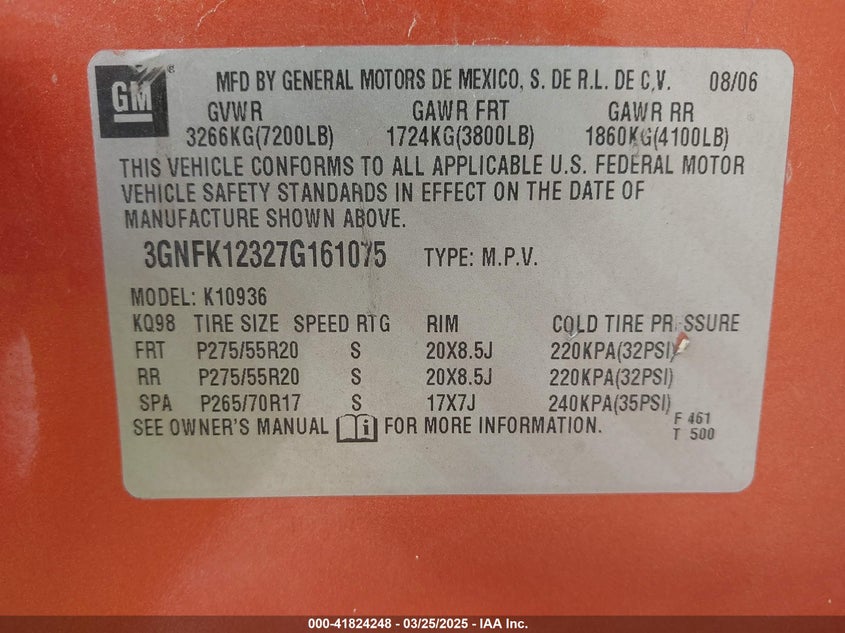 GM
MFD BY GENERAL MOTORS DE MEXICO, S. DE R.L. DE C.V. 08/06
GVWR GAWR FRT GAWR RR
3266KG(7200LB) 1724KG(3800LB) 1860KG(4100LB)
THIS VEHICLE CONFORMS TO ALL APPLICABLE U.S. FEDERAL MOTOR
VEHICLE SAFETY STANDARDS IN EFFECT ON THE DATE OF
MANUFACTURE SHOWN ABOVE.
3GNFK12327G161075 TYPE: M.P.V.
MODEL: K10936
KQ98 TIRE SIZE SPEED RTG RIM COLD TIRE PRESSURE
FRT P275/55R20 S 20X8.5J 220KPA(32PSI)
RR P275/55R20 S 20X8.5J 220KPA(32PSI)
SPA P265/70R17 S 17X7J 240KPA(35PSI)
SEE OWNER'S MANUAL i FOR MORE INFORMATION.
F 461
T 500
000-41824248 - 03/25/2025 - IAA Inc.